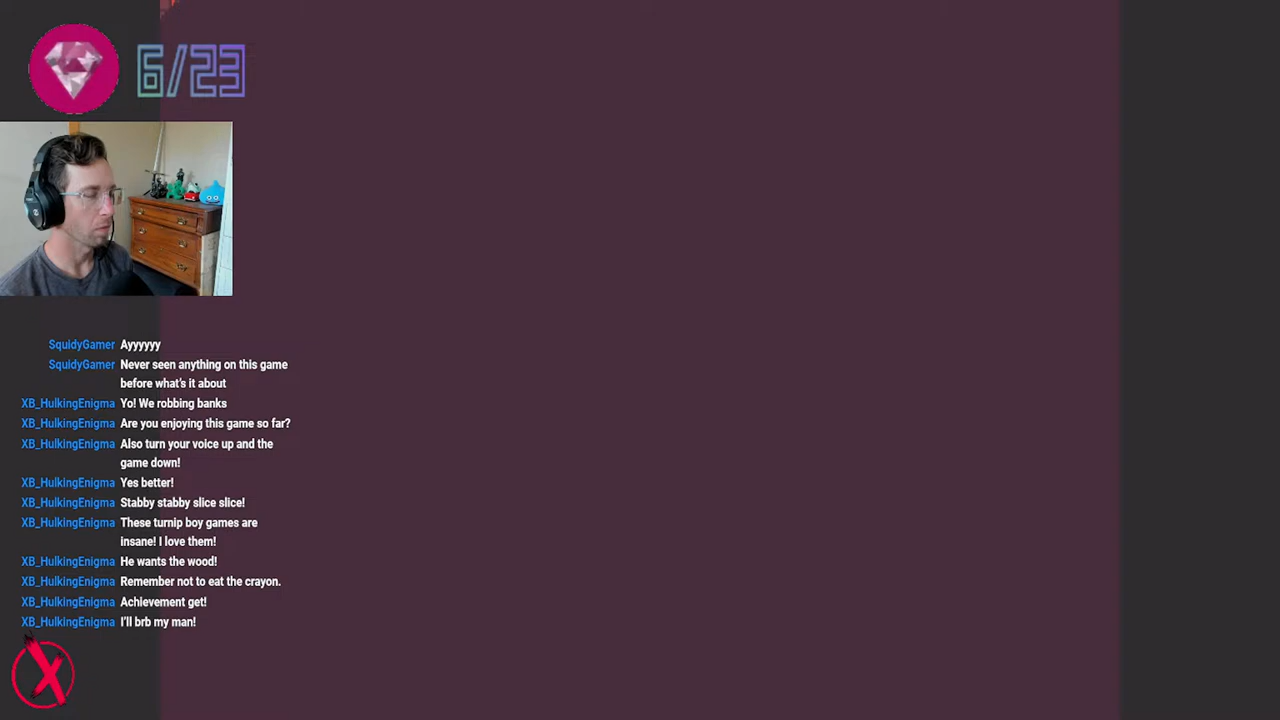 6/23
SquidyGamer Ayyyyyy
SquidyGamer Never seen anything on this game
before what's it about
XB_HulkingEnigma Yo! We robbing banks
XB_HulkingEnigma Are you enjoying this game so far?
XB_HulkingEnigma Also turn your voice up and the
game down!
XB_HulkingEnigma Yes better!
XB_HulkingEnigma Stabby stabby slice slice!
XB_HulkingEnigma These turnip boy games are
insane! I love them!
XB_HulkingEnigma He wants the wood!
XB_HulkingEnigma Remember not to eat the crayon.
XB_HulkingEnigma Achievement get!
XB_HulkingEnigma I'll brb my man!
X